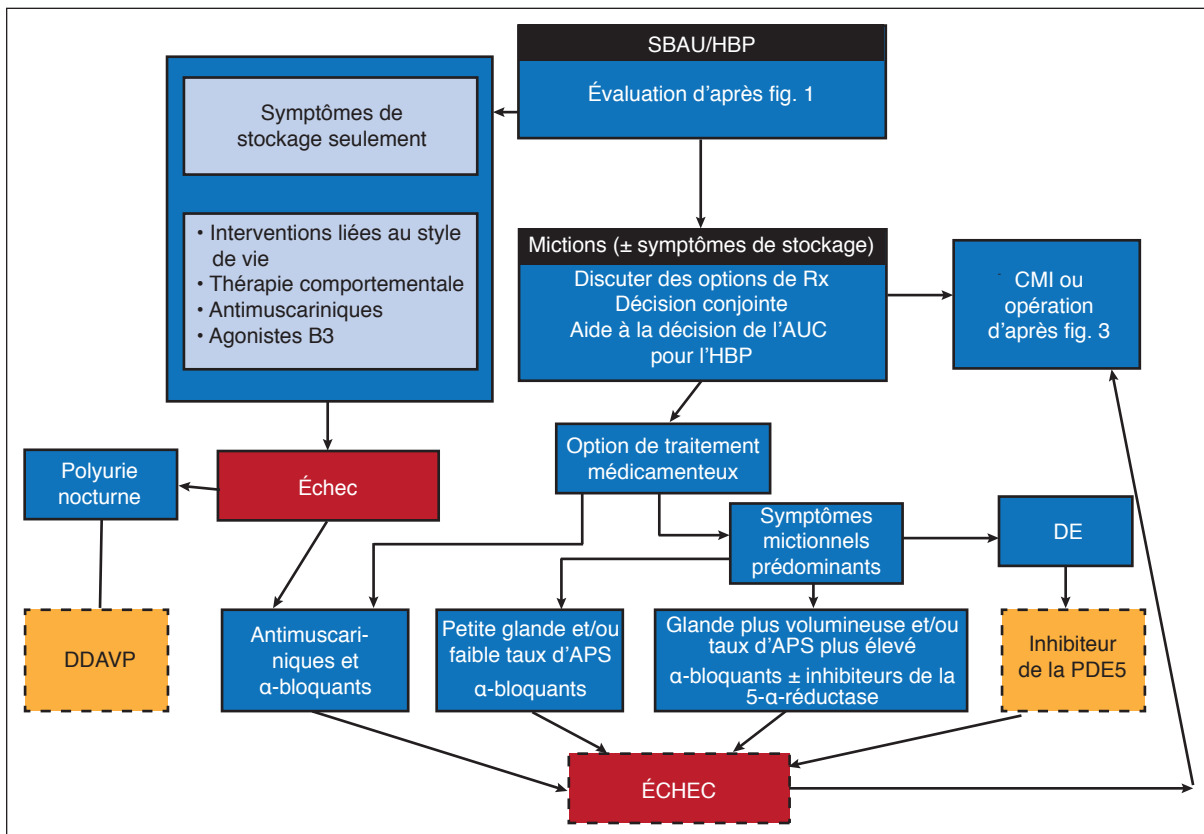 SBAU/HBP
Évaluation d'après fig. 1
Symptômes de
stockage seulement
• Interventions liées au style
de vie
• Thérapie comportementale
• Antimuscariniques
• Agonistes B3
Mictions (± symptômes de stockage)
Discuter des options de Rx
Décision conjointe
Aide à la décision de l'AUC
pour l'HBP
CMI ou
opération
d'après fig. 3
Option de traitement
médicamenteux
Polyurie
nocturne
Échec
Symptômes
mictionnels
prédominants
DE
DDAVP
Antimuscari-
niques et
α-bloquants
Petite glande et/ou
faible taux d'APS
α-bloquants
Glande plus volumineuse et/ou
taux d'APS plus élevé
α-bloquants ± inhibiteurs de la
5-α-réductase
Inhibiteur
de la PDE5
ÉCHEC